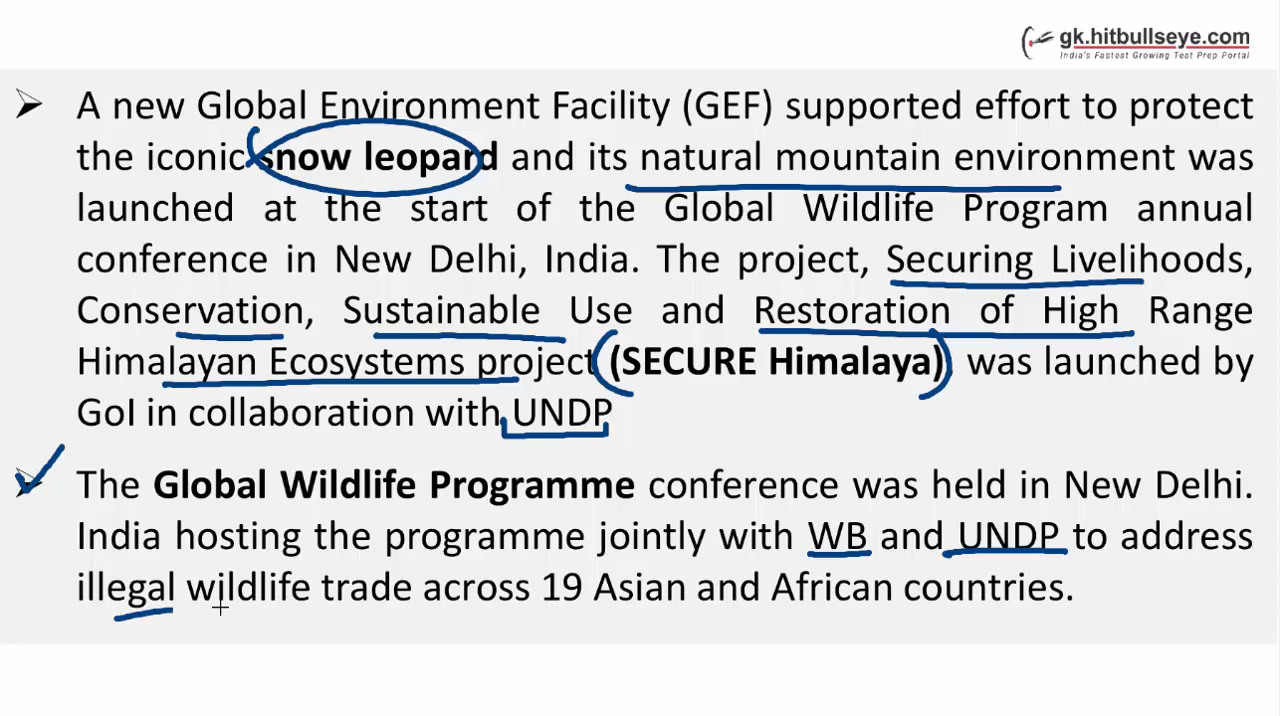 gk.hitbullseye.com
India's Fastest Growing Test Prep Portal
➢ A new Global Environment Facility (GEF) supported effort to protect
the iconic snow leopard and its natural mountain environment was
launched at the start of the Global Wildlife Program annual
conference in New Delhi, India. The project, Securing Livelihoods,
Conservation, Sustainable Use and Restoration of High Range
Himalayan Ecosystems project (SECURE Himalaya) was launched by
GoI in collaboration with UNDP
➢ The Global Wildlife Programme conference was held in New Delhi.
India hosting the programme jointly with WB and UNDP to address
illegal wildlife trade across 19 Asian and African countries.